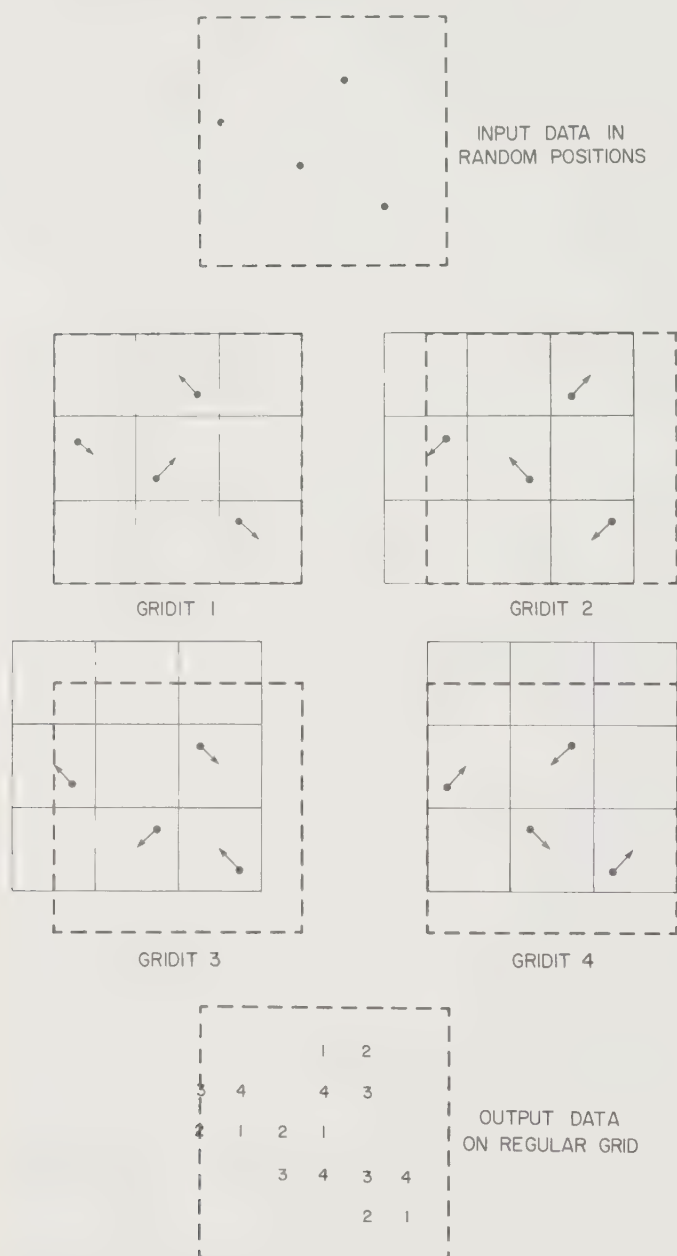 INPUT DATA IN
RANDOM POSITIONS
GRIDIT 1
GRIDIT 2
GRIDIT 3
GRIDIT 4
1 2
3 4 4 3
1 2 1
3 4 3 4
2 1
OUTPUT DATA
ON REGULAR GRID